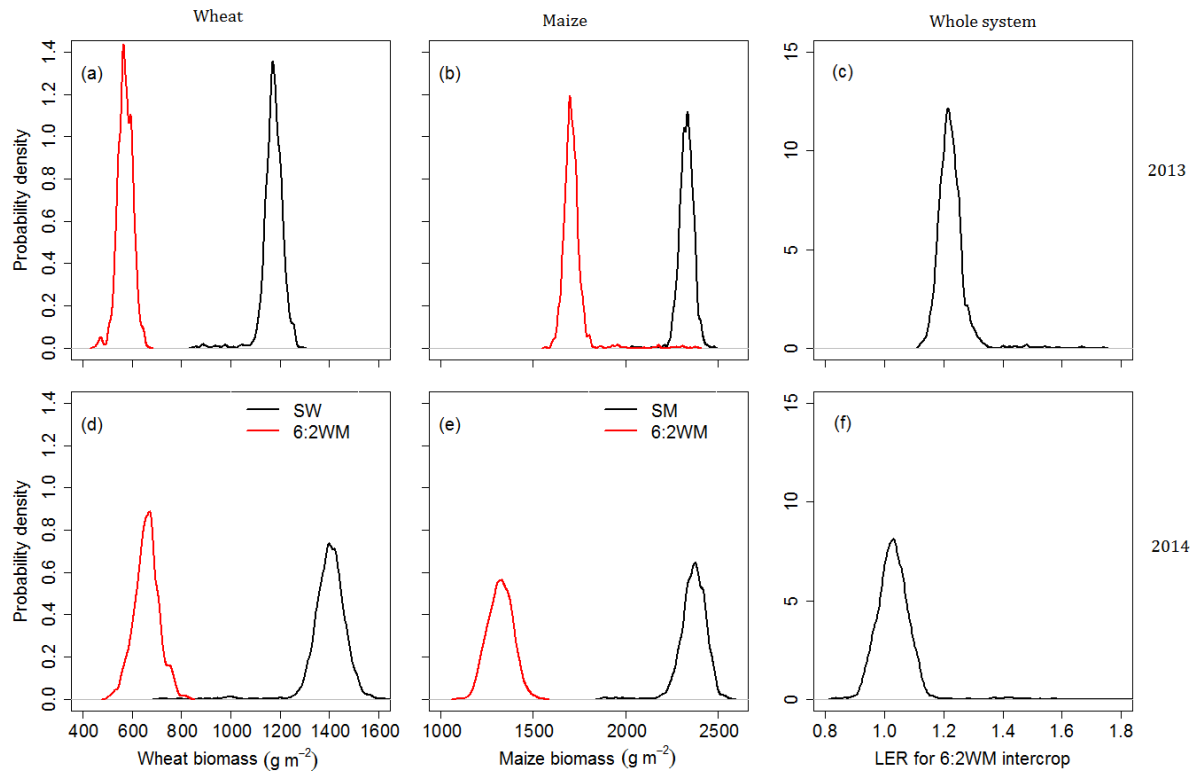 Wheat
Maize
Whole system
(a)
(b)
(c)
Probability density
0.0 0.2 0.4 0.6 0.8 1.0 1.2 1.4
0 5 10 15
2013
(d)
SW
6:2WM
(e)
SM
6:2WM
(f)
Probability density
0.0 0.2 0.4 0.6 0.8 1.0 1.2 1.4
0 5 10 15
2014
400 600 800 1000 1200 1400 1600
1000 1500 2000 2500
0.8 1.0 1.2 1.4 1.6 1.8
Wheat biomass (g m⁻²)
Maize biomass (g m⁻²)
LER for 6:2WM intercrop